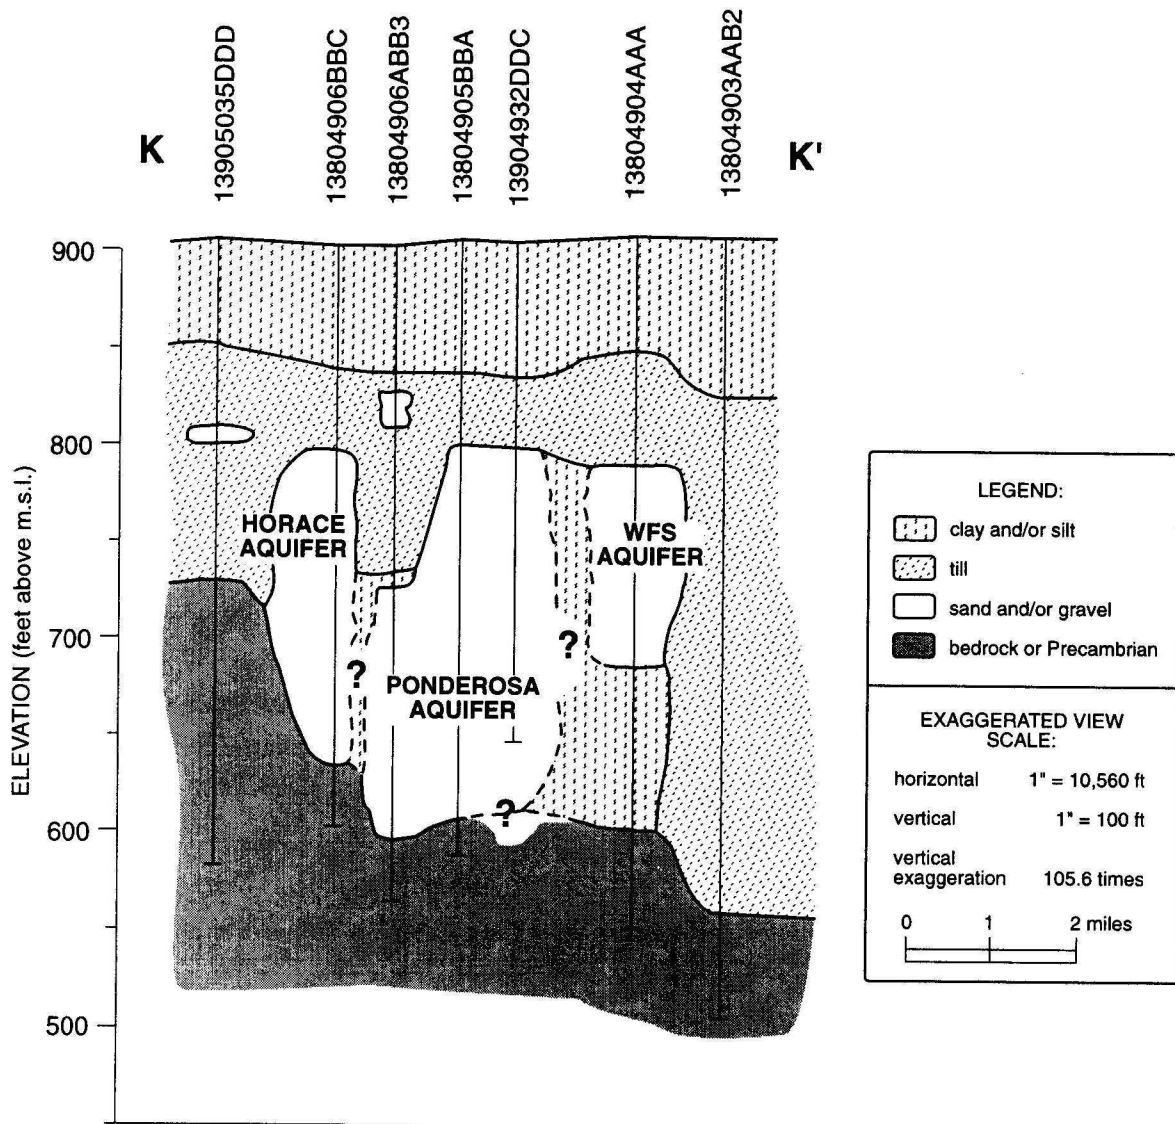 K
13905035DDD
13804906BBC
13804906ABB3
13804905BBA
13904932DDC
13804904AAA
13804903AAB2
K'
900
800
700
600
500
ELEVATION (feet above m.s.l.)
HORACE
AQUIFER
WFS
AQUIFER
PONDEROSA
AQUIFER
?
?
?
LEGEND:
clay and/or silt
till
sand and/or gravel
bedrock or Precambrian
EXAGGERATED VIEW
SCALE:
horizontal 1" = 10,560 ft
vertical 1" = 100 ft
vertical
exaggeration 105.6 times
0 1 2 miles